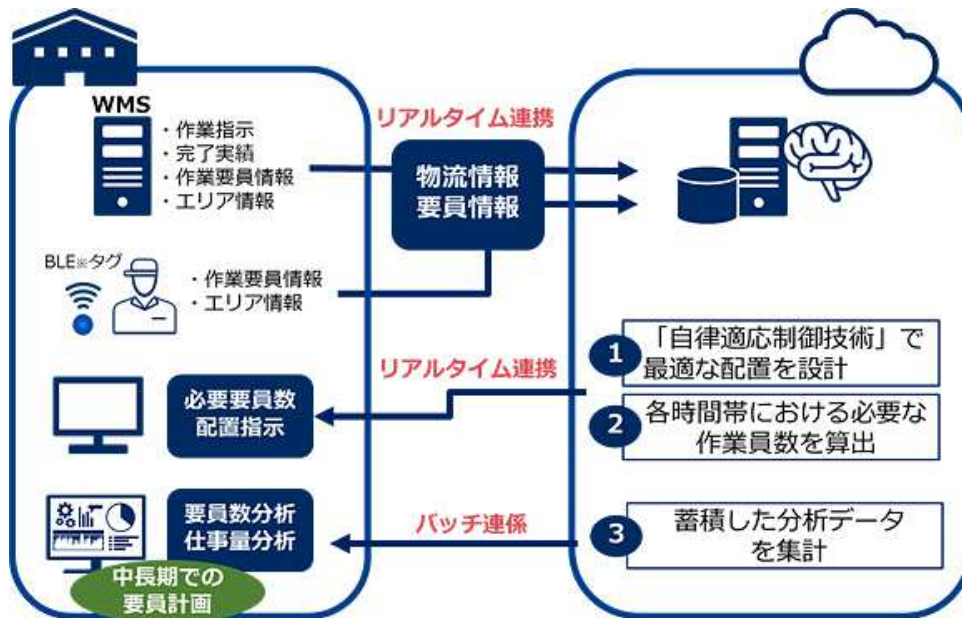 WMS
・作業指示
・完了実績
・作業要員情報
・エリア情報
リアルタイム連携
物流情報
要員情報
BLE※タグ
・作業要員情報
・エリア情報
リアルタイム連携
必要要員数
配置指示
1
「自律適応制御技術」で
最適な配置を設計
2
各時間帯における必要な
作業員数を算出
要員数分析
仕事量分析
バッチ連係
3
蓄積した分析データ
を集計
中長期での
要員計画